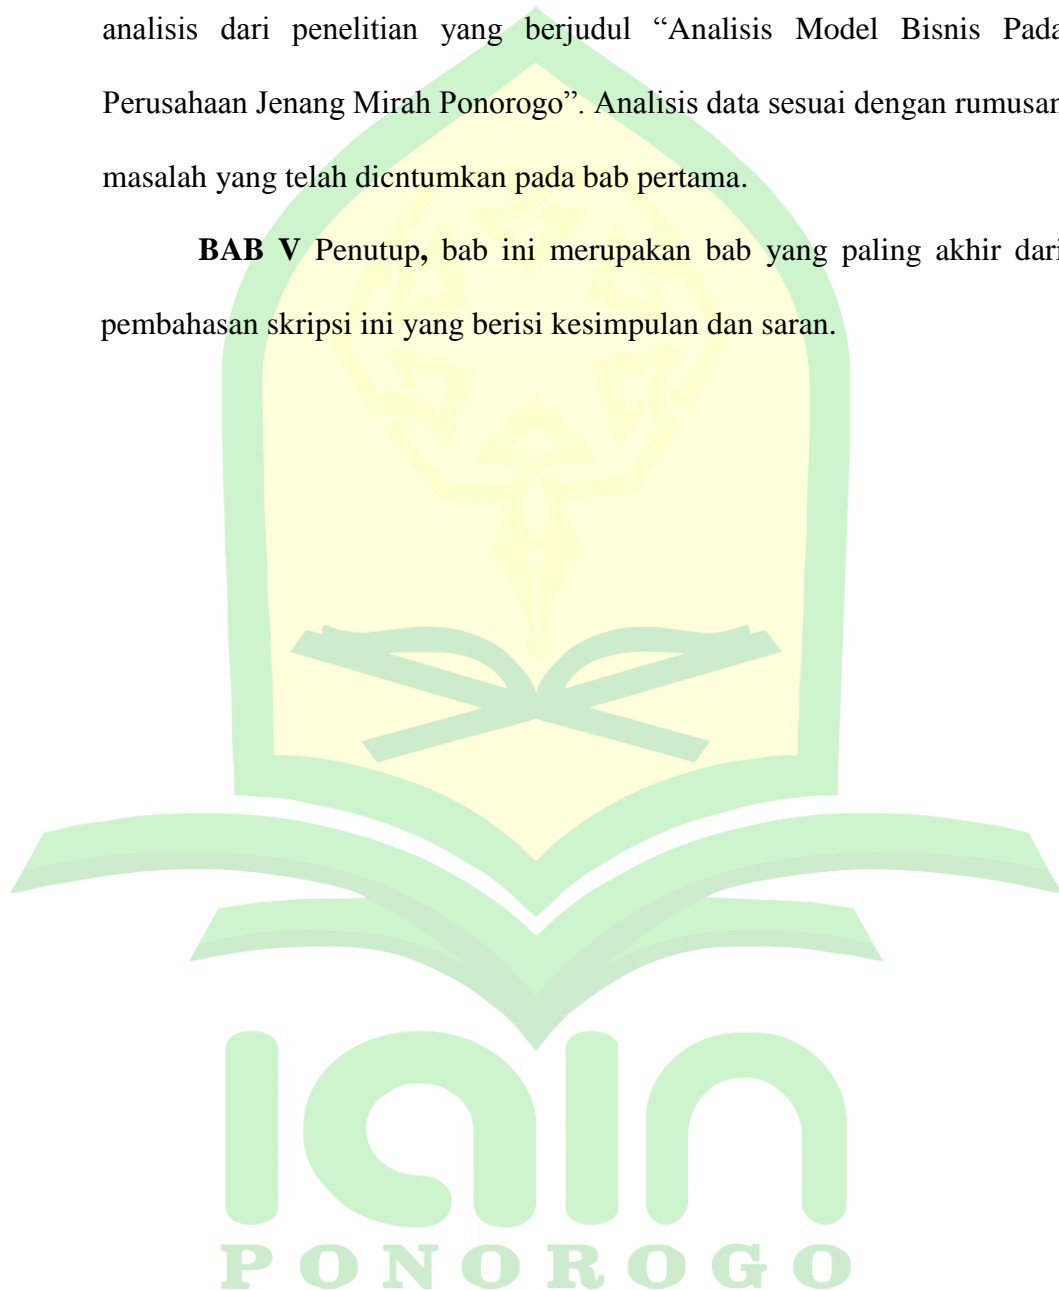 analisis dari penelitian yang berjudul “Analisis Model Bisnis Pada
Perusahaan Jenang Mirah Ponorogo”. Analisis data sesuai dengan rumusan
masalah yang telah dicntumkan pada bab pertama.
BAB V Penutup, bab ini merupakan bab yang paling akhir dari
pembahasan skripsi ini yang berisi kesimpulan dan saran.
iain
PONOROGO